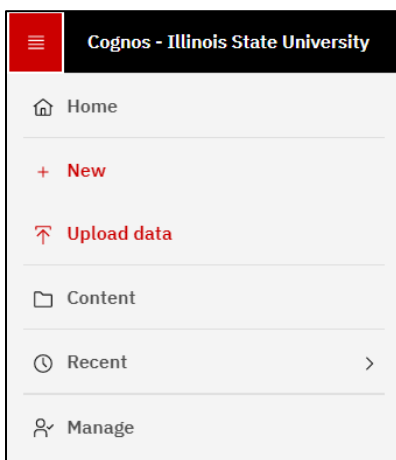 Cognos - Illinois State University
Home
New
Upload data
Content
Recent
Manage